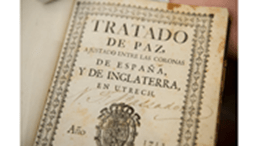 TRATADO
DE PAZ,
AJUSTADO ENTRE LAS CORONAS
DE ESPAÑA,
Y DE INGLATERRA,
EN UTRECH.
Año